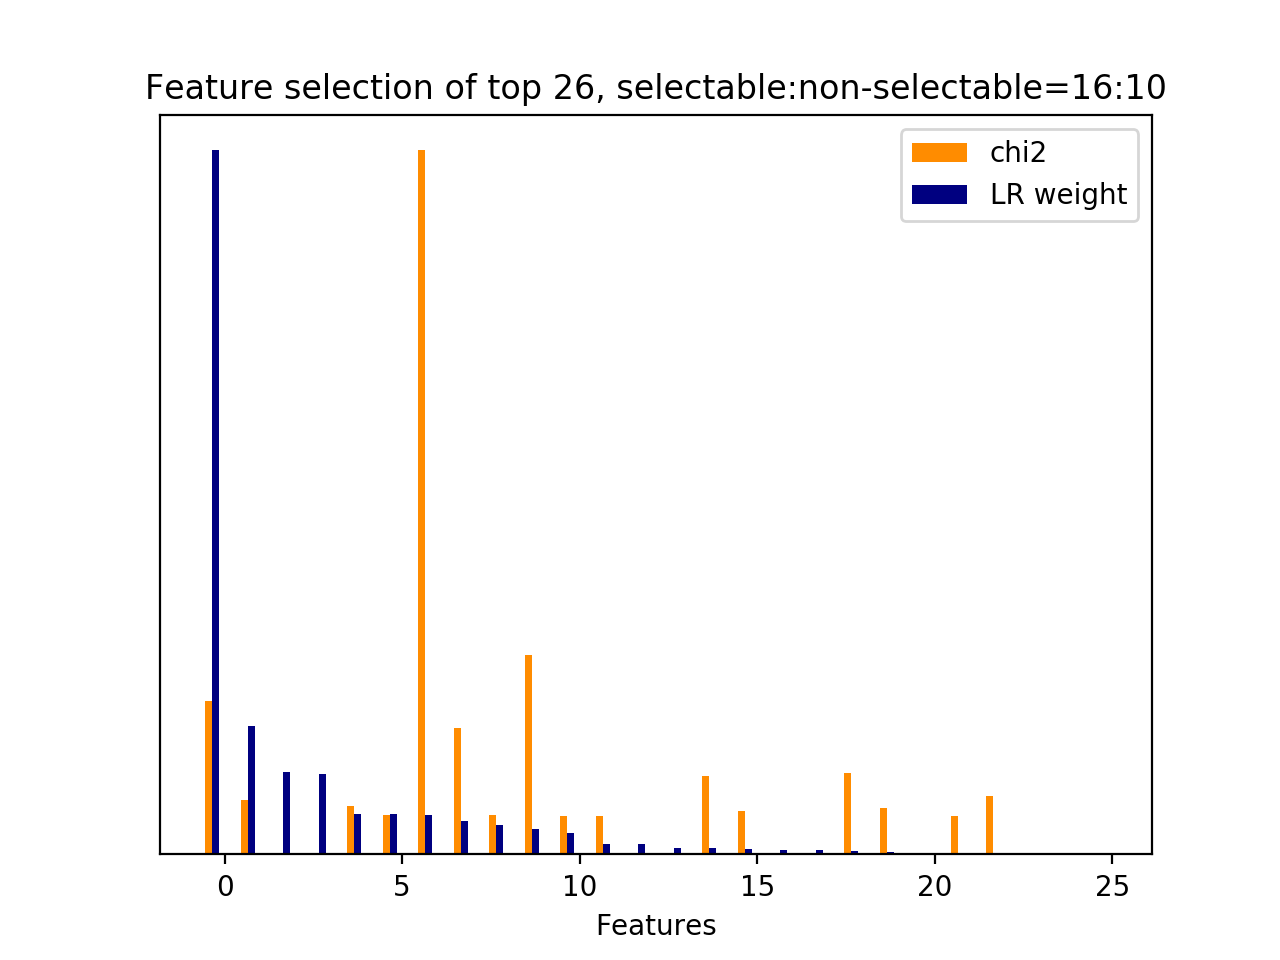 Feature selection of top 26, selectable:non-selectable=16:10
chi2
LR weight
0 5 10 15 20 25
Features